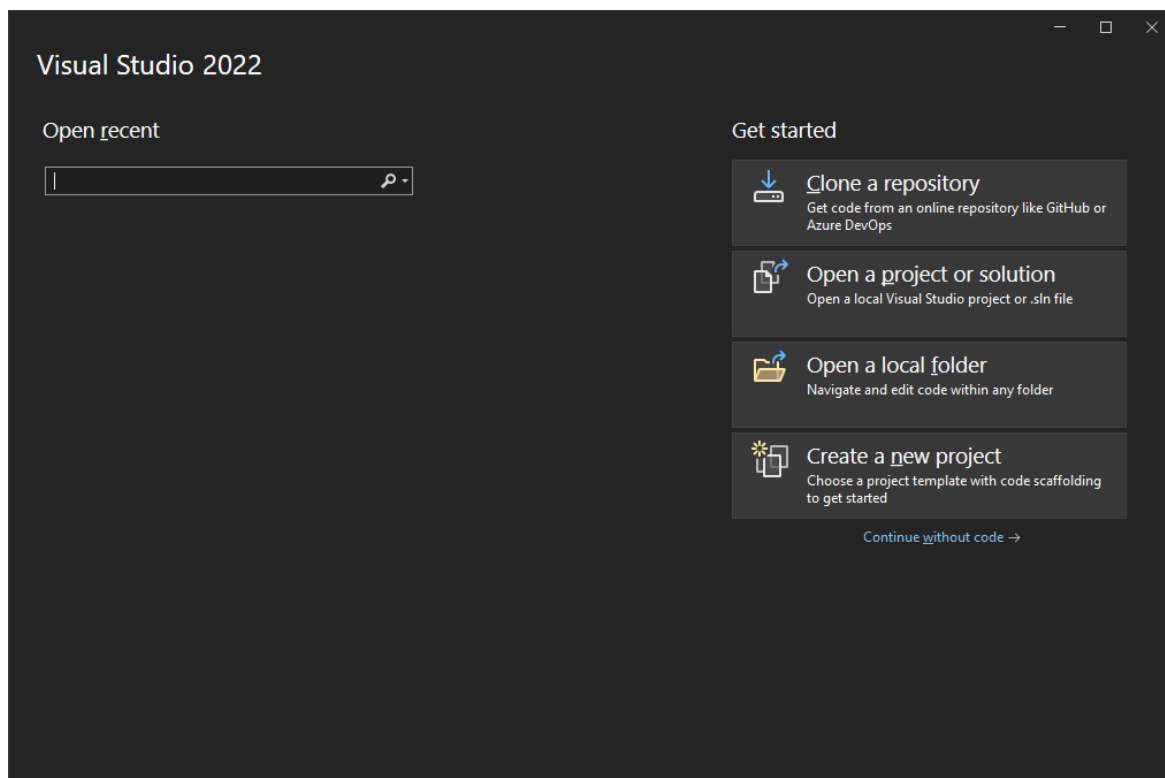 Visual Studio 2022
Open recent
Get started
Clone a repository
Get code from an online repository like GitHub or
Azure DevOps
Open a project or solution
Open a local Visual Studio project or .sln file
Open a local folder
Navigate and edit code within any folder
Create a new project
Choose a project template with code scaffolding
to get started
Continue without code →